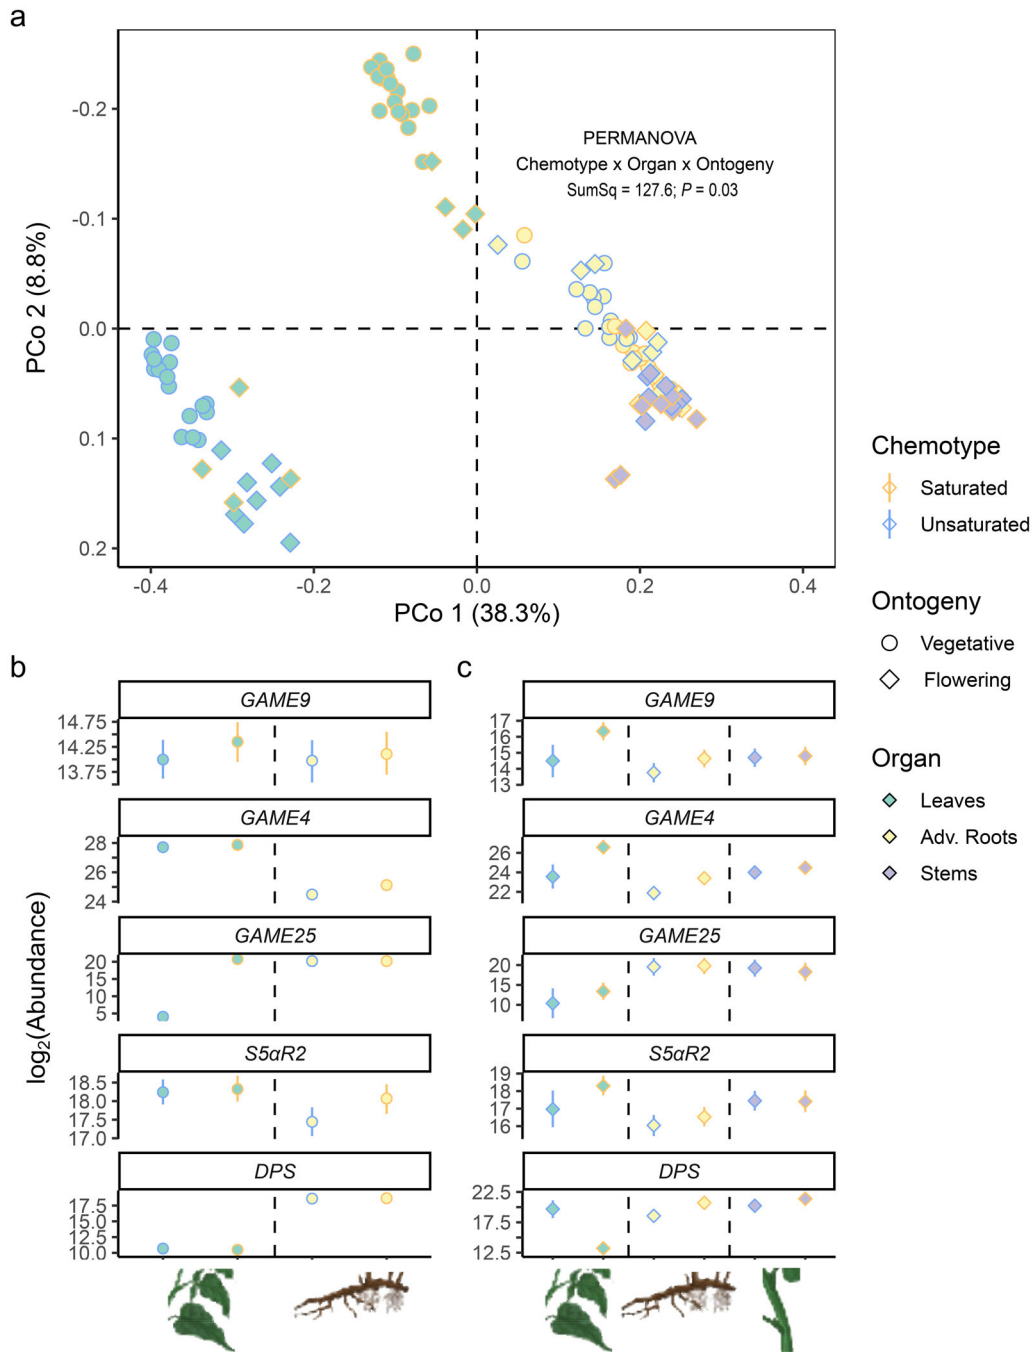 a
PERMANOVA
Chemotype x Organ x Ontogeny
SumSq = 127.6; P = 0.03
PCo 2 (8.8%)
-0.2
-0.1
0.0
0.1
0.2
-0.4
-0.2
0.0
0.2
0.4
PCo 1 (38.3%)
Chemotype
Saturated
Unsaturated
Ontogeny
Vegetative
Flowering
Organ
Leaves
Adv. Roots
Stems
b
log₂(Abundance)
GAME9
14.75
14.25
13.75
GAME4
28
26
24
GAME25
20
15
10
5
S5αR2
18.5
18.0
17.5
17.0
DPS
17.5
15.0
12.5
10.0
c
GAME9
17
16
15
14
13
GAME4
26
24
22
GAME25
20
15
10
S5αR2
19
18
17
16
DPS
22.5
17.5
12.5